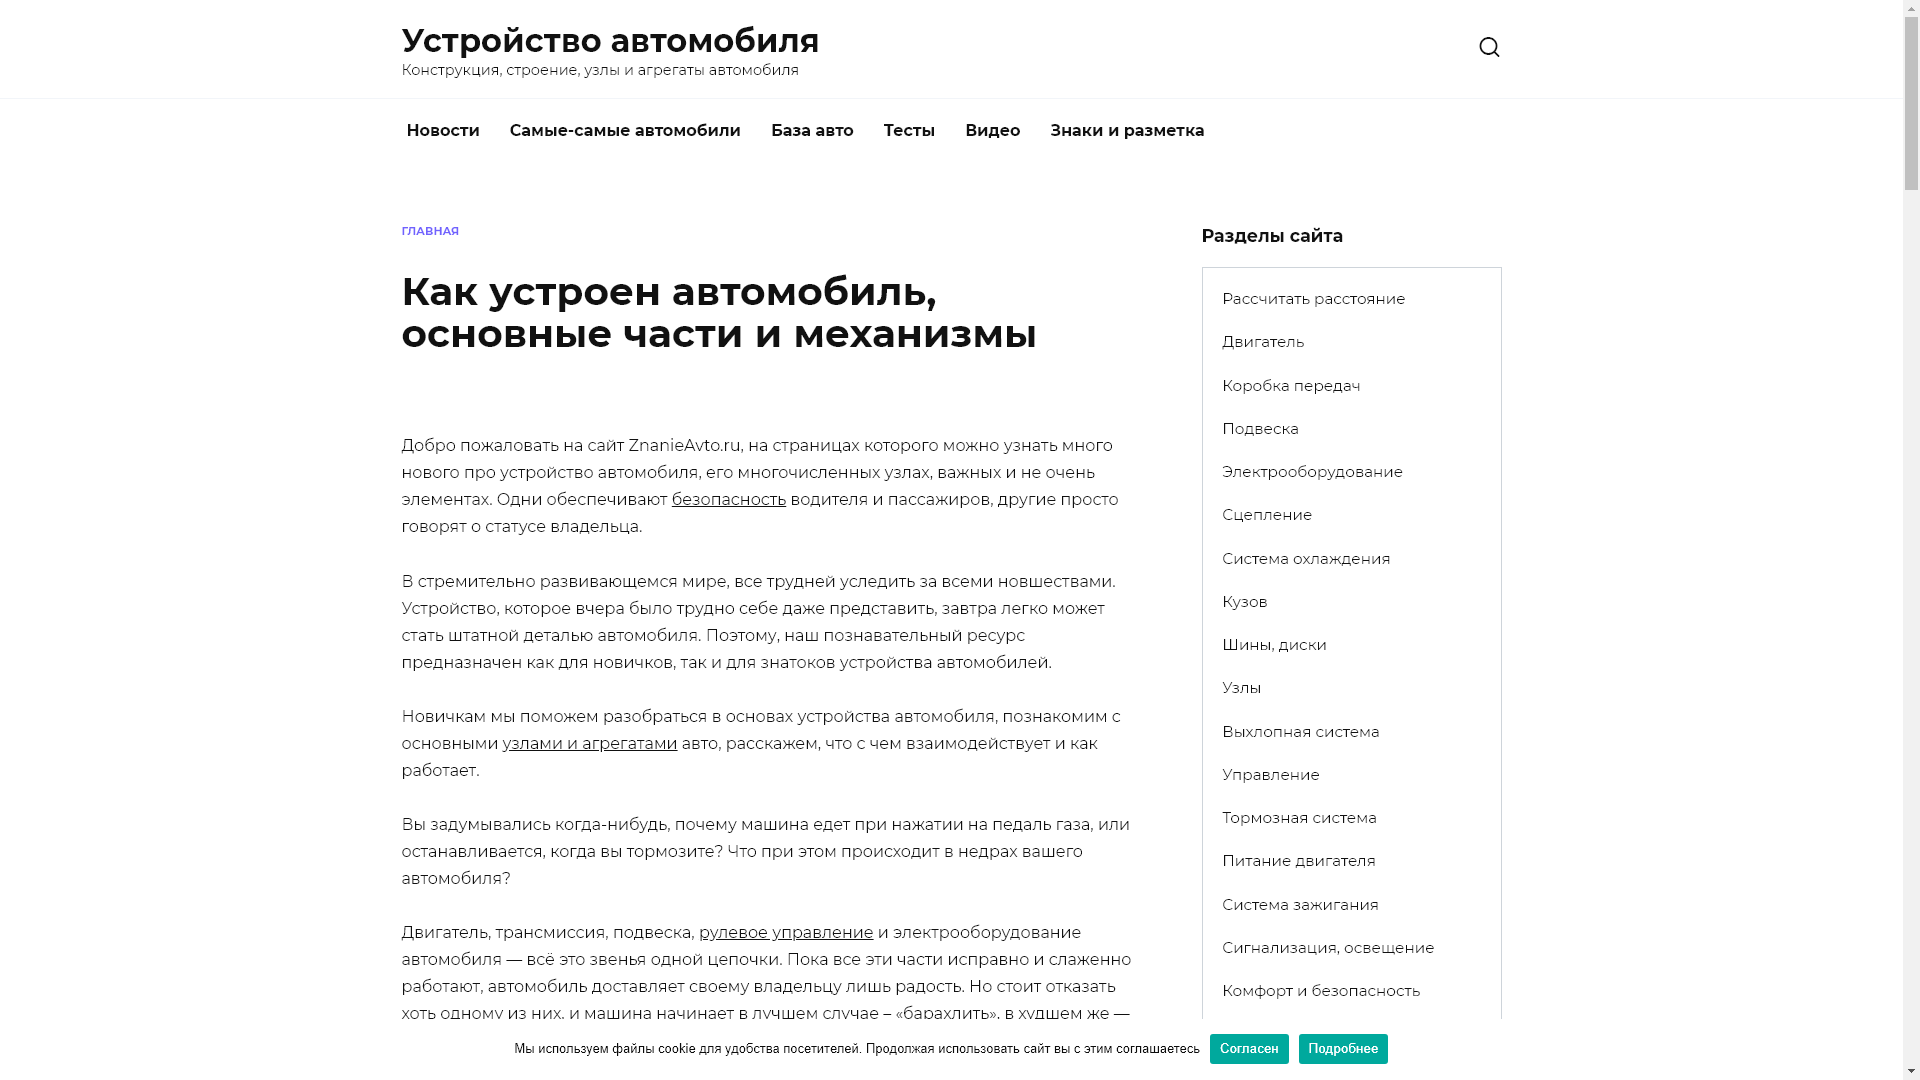 Устройство автомобиля
Конструкция, строение, узлы и агрегаты автомобиля
Новости Самые-самые автомобили База авто Тесты Видео Знаки и разметка
ГЛАВНАЯ
Как устроен автомобиль,
основные части и механизмы
Добро пожаловать на сайт ZnanieAvto.ru, на страницах которого можно узнать много
нового про устройство автомобиля, его многочисленных узлах, важных и не очень
элементах. Одни обеспечивают безопасность водителя и пассажиров, другие просто
говорят о статусе владельца.
В стремительно развивающемся мире, все трудней уследить за всеми новшествами.
Устройство, которое вчера было трудно себе даже представить, завтра легко может
стать штатной деталью автомобиля. Поэтому, наш познавательный ресурс
предназначен как для новичков, так и для знатоков устройства автомобилей.
Новичкам мы поможем разобраться в основах устройства автомобиля, познакомим с
основными узлами и агрегатами авто, расскажем, что с чем взаимодействует и как
работает.
Вы задумывались когда-нибудь, почему машина едет при нажатии на педаль газа, или
останавливается, когда вы тормозите? Что при этом происходит в недрах вашего
автомобиля?
Двигатель, трансмиссия, подвеска, рулевое управление и электрооборудование
автомобиля — всё это звенья одной цепочки. Пока все эти части исправно и слаженно
работают, автомобиль доставляет своему владельцу лишь радость. Но стоит отказать
хоть одному из них, и машина начинает в лучшем случае – «барахлить», в худшем же —
Разделы сайта
Рассчитать расстояние
Двигатель
Коробка передач
Подвеска
Электрооборудование
Сцепление
Система охлаждения
Кузов
Шины, диски
Узлы
Выхлопная система
Управление
Тормозная система
Питание двигателя
Система зажигания
Сигнализация, освещение
Комфорт и безопасность
Мы используем файлы cookie для удобства посетителей. Продолжая использовать сайт вы с этим соглашаетесь Согласен Подробнее